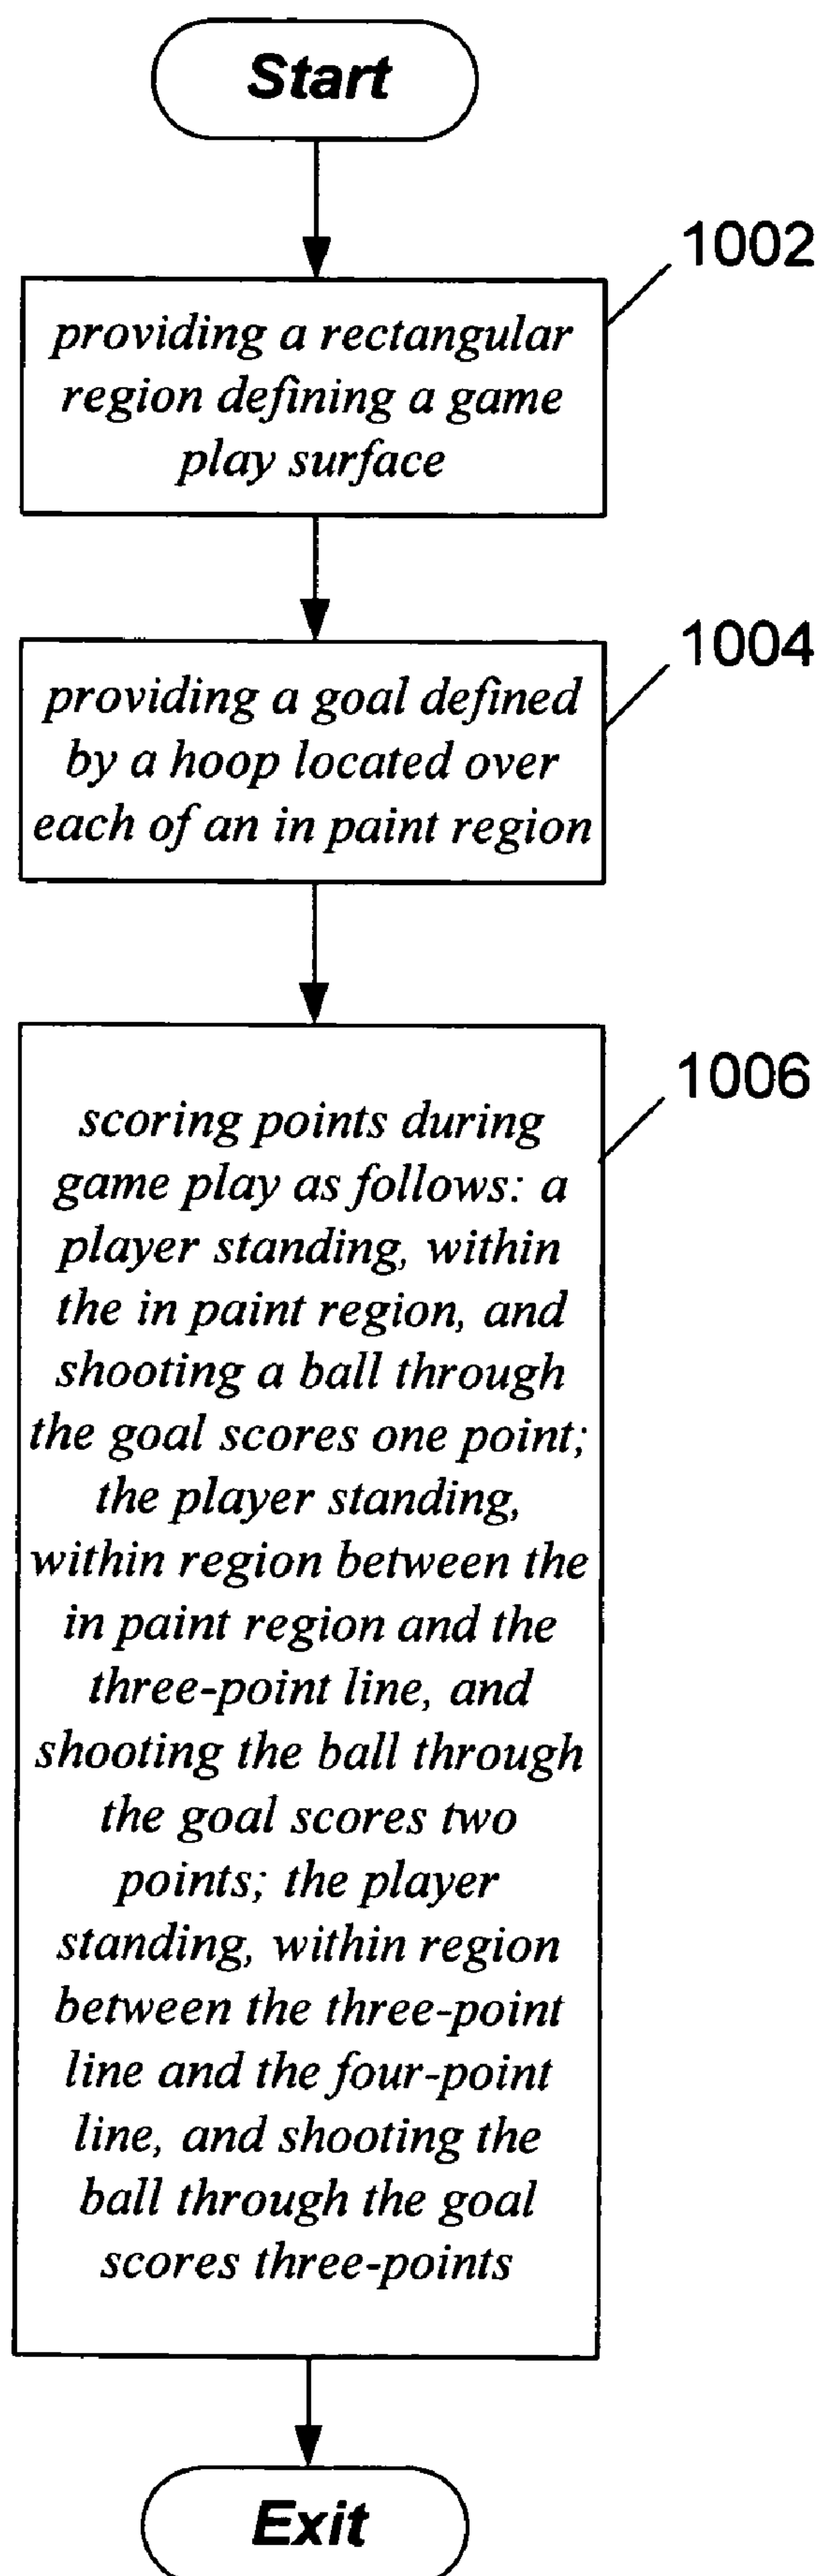 Start
1002
providing a rectangular
region defining a game
play surface
1004
providing a goal defined
by a hoop located over
each of an in paint region
1006
scoring points during
game play as follows: a
player standing, within
the in paint region, and
shooting a ball through
the goal scores one point;
the player standing,
within region between the
in paint region and the
three-point line, and
shooting the ball through
the goal scores two
points; the player
standing, within region
between the three-point
line and the four-point
line, and shooting the
ball through the goal
scores three-points
Exit